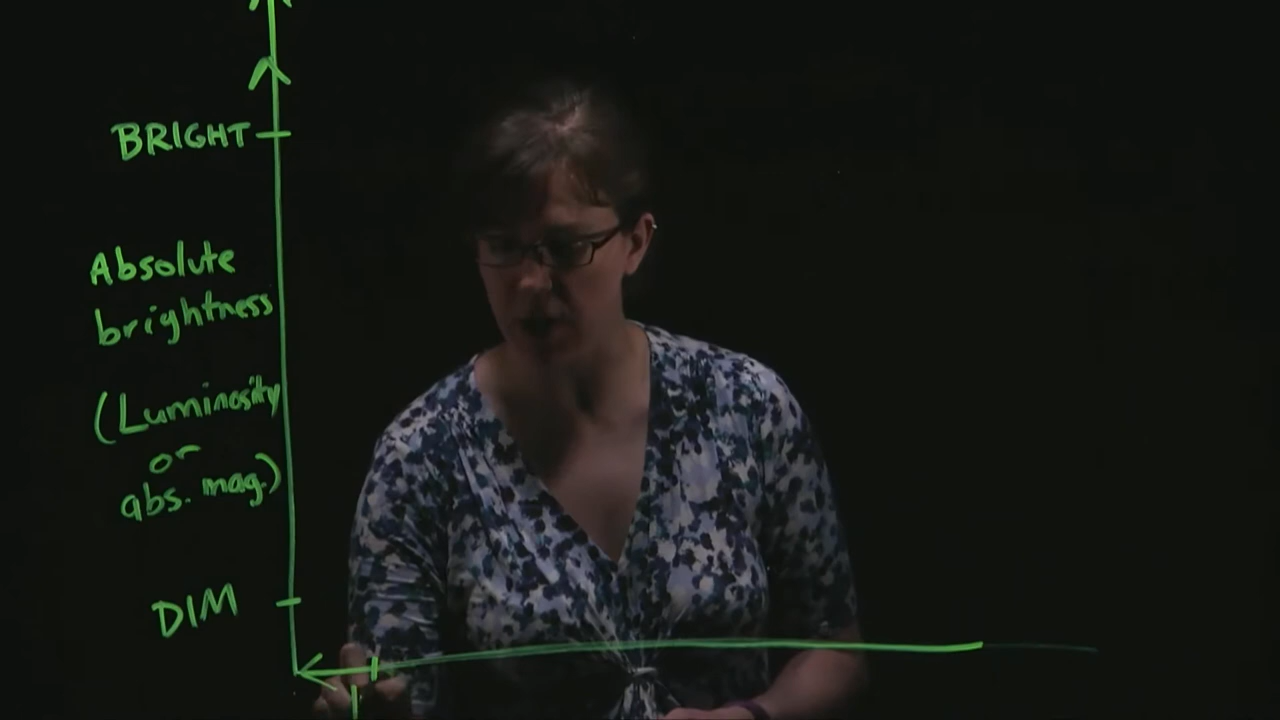 BRIGHT
Absolute
brightness
(Luminosity
or
abs. mag.)
DIM